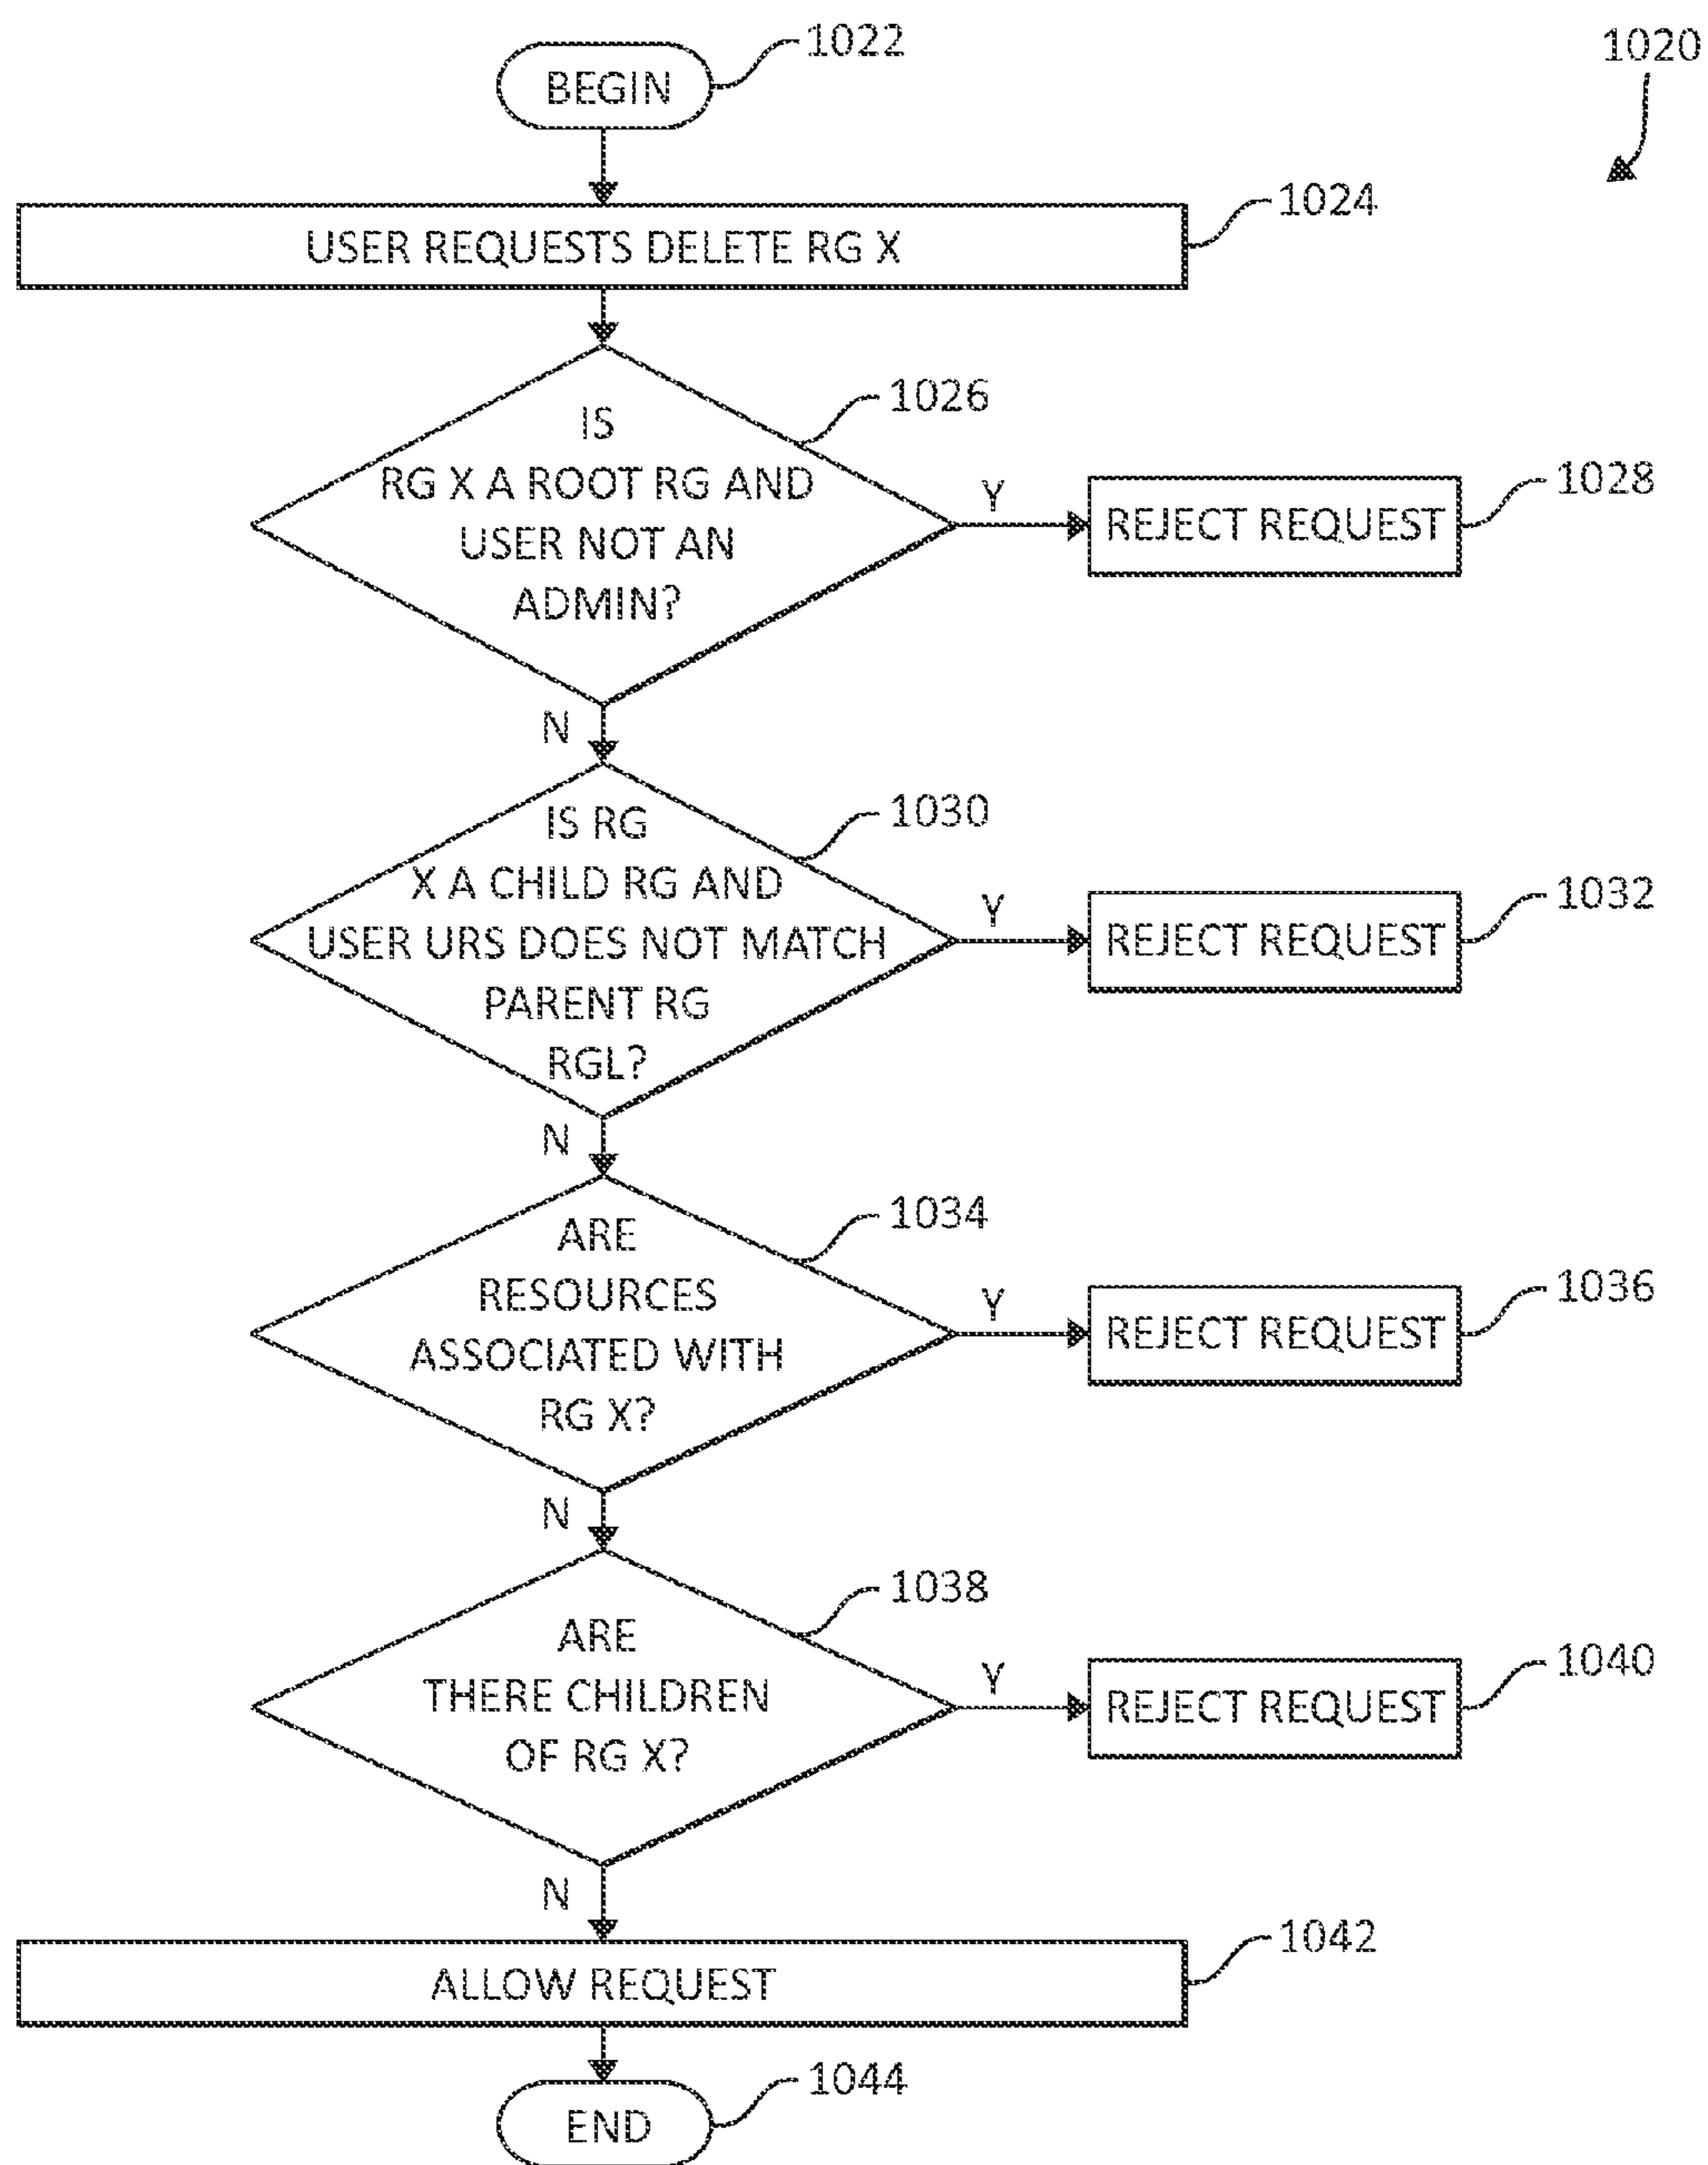 1022
1020
BEGIN
1024
USER REQUESTS DELETE RG X
1026
IS
RG X A ROOT RG AND
USER NOT AN
ADMIN?
Y
1028
REJECT REQUEST
N
1030
IS RG
X A CHILD RG AND
USER URS DOES NOT MATCH
PARENT RG
RGL?
Y
1032
REJECT REQUEST
N
1034
ARE
RESOURCES
ASSOCIATED WITH
RG X?
Y
1036
REJECT REQUEST
N
1038
ARE
THERE CHILDREN
OF RG X?
Y
1040
REJECT REQUEST
N
1042
ALLOW REQUEST
1044
END